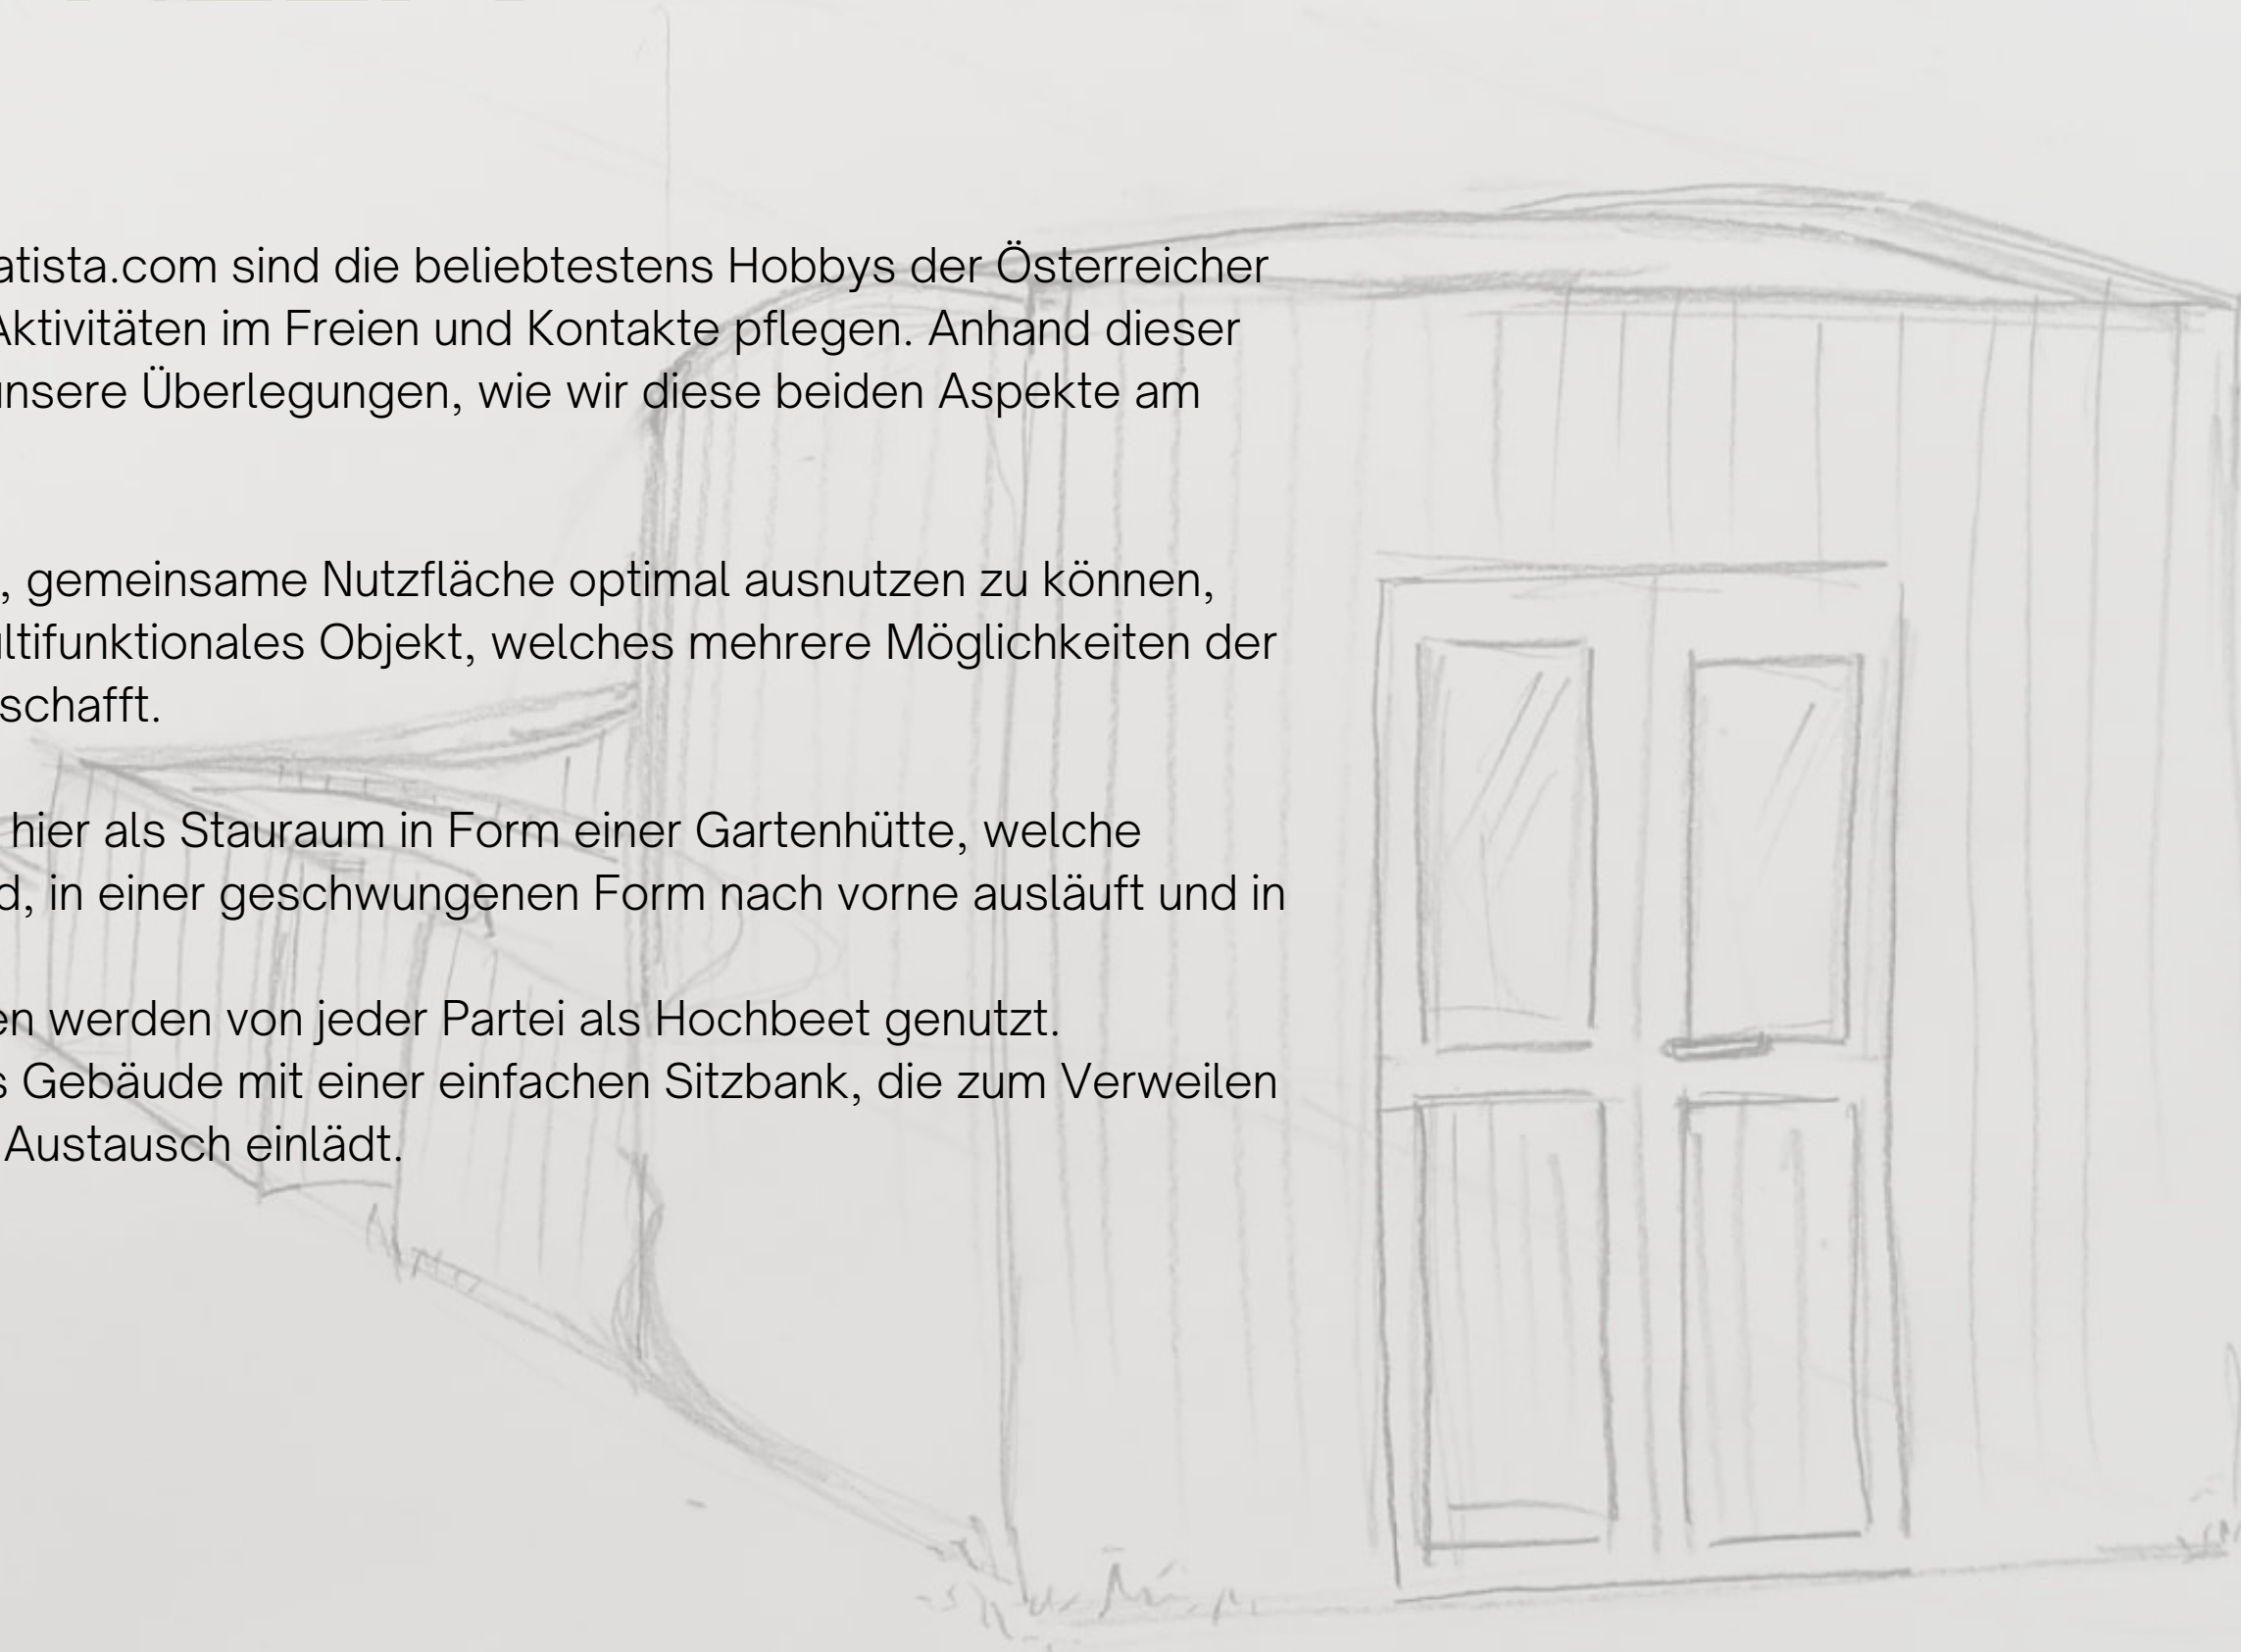 atista.com sind die beliebtestens Hobbys der Österreicher
Aktivitäten im Freien und Kontakte pflegen. Anhand dieser
unsere Überlegungen, wie wir diese beiden Aspekte am
, gemeinsame Nutzfläche optimal ausnutzen zu können,
ltifunktionales Objekt, welches mehrere Möglichkeiten der
schafft.
hier als Stauraum in Form einer Gartenhütte, welche
d, in einer geschwungenen Form nach vorne ausläuft und in
en werden von jeder Partei als Hochbeet genutzt.
s Gebäude mit einer einfachen Sitzbank, die zum Verweilen
Austausch einlädt.